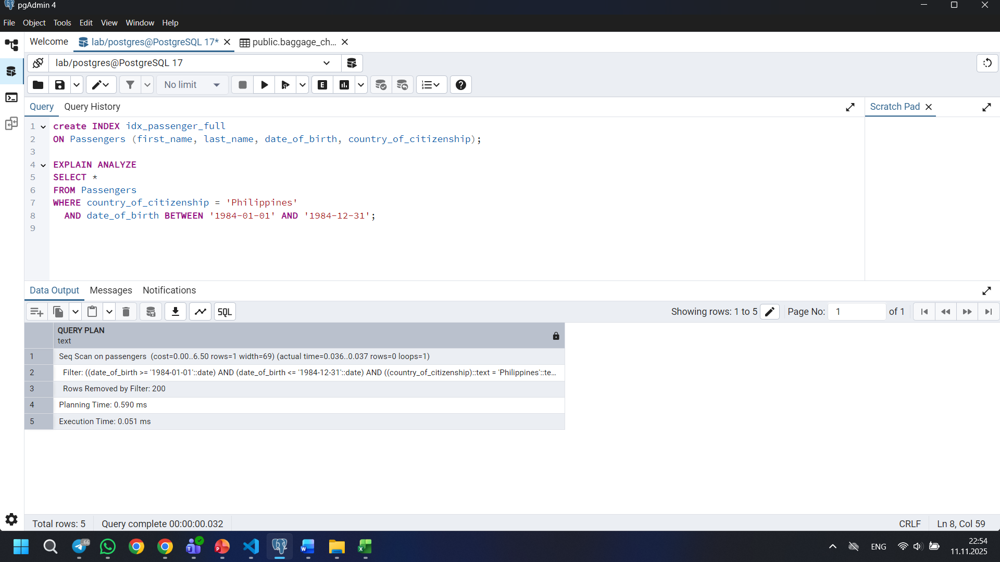 pgAdmin 4
File Object Tools Edit View Window Help
Welcome lab/postgres@PostgreSQL 17* public.baggage_ch...
lab/postgres@PostgreSQL 17
No limit
E
Query Query History
Scratch Pad
1 create INDEX idx_passenger_full
2 ON Passengers (first_name, last_name, date_of_birth, country_of_citizenship);
3
4 EXPLAIN ANALYZE
5 SELECT *
6 FROM Passengers
7 WHERE country_of_citizenship = 'Philippines'
8 AND date_of_birth BETWEEN '1984-01-01' AND '1984-12-31';
9
Data Output Messages Notifications
SQL Showing rows: 1 to 5 Page No: 1 of 1
QUERY PLAN
text
1 Seq Scan on passengers (cost=0.00..6.50 rows=1 width=69) (actual time=0.036..0.037 rows=0 loops=1)
2 Filter: ((date_of_birth >= '1984-01-01'::date) AND (date_of_birth <= '1984-12-31'::date) AND ((country_of_citizenship)::text = 'Philippines'::te...
3 Rows Removed by Filter: 200
4 Planning Time: 0.590 ms
5 Execution Time: 0.051 ms
Total rows: 5 Query complete 00:00:00.032 CRLF Ln 8, Col 59
..66
ENG
22:54
11.11.2025